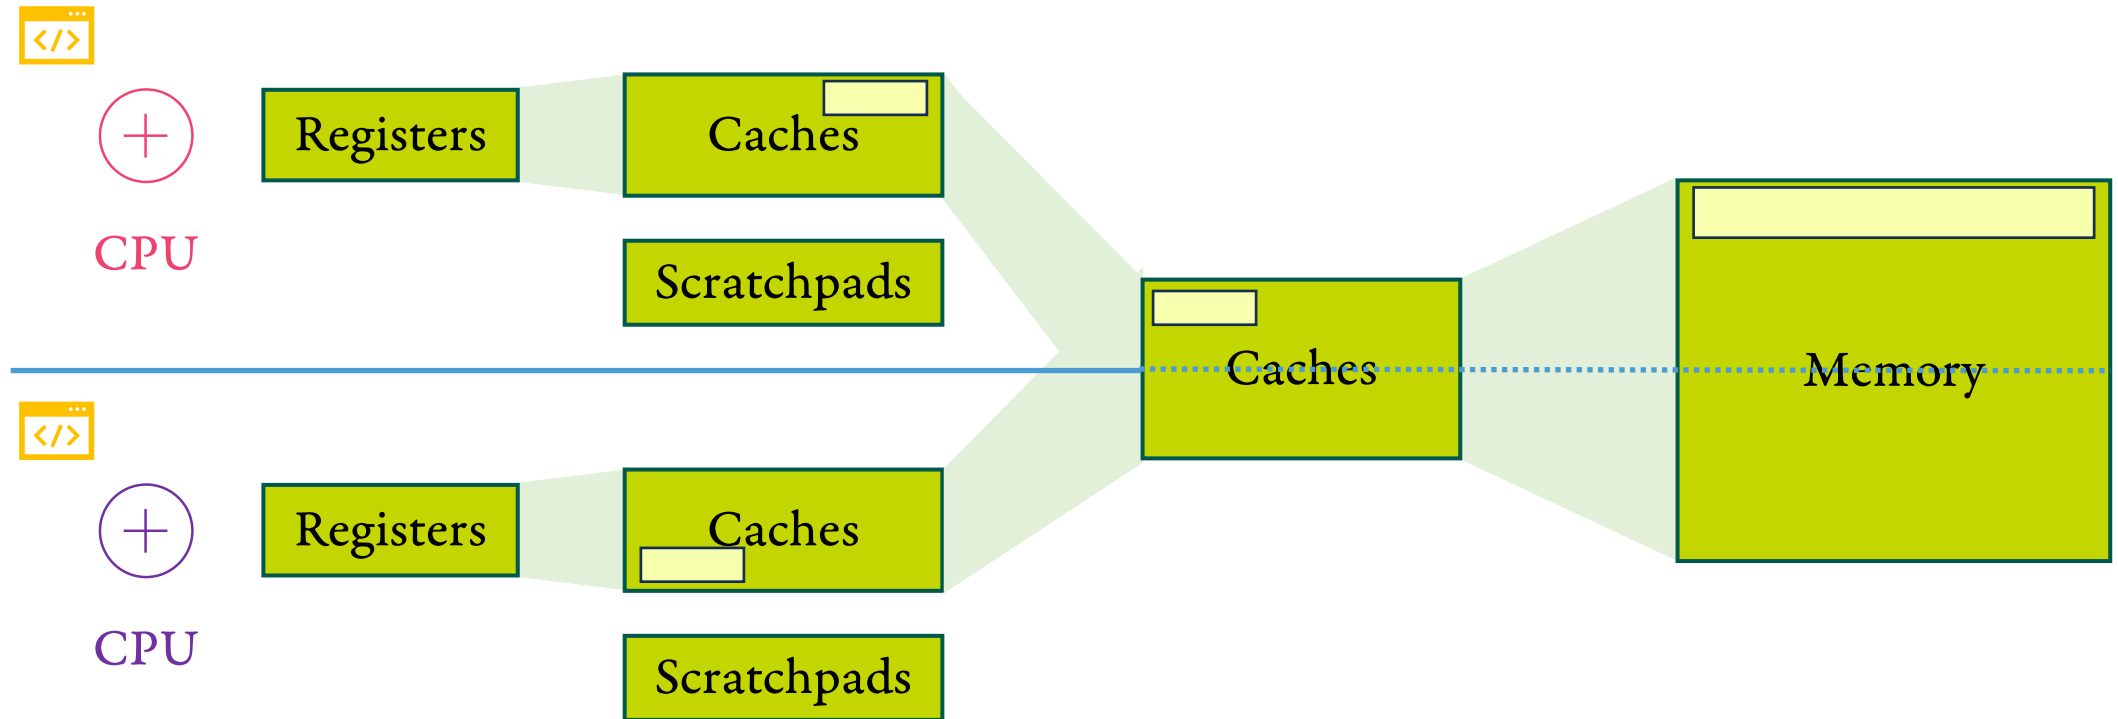 Registers
Caches
CPU
Scratchpads
Caches
Memory
Registers
Caches
CPU
Scratchpads